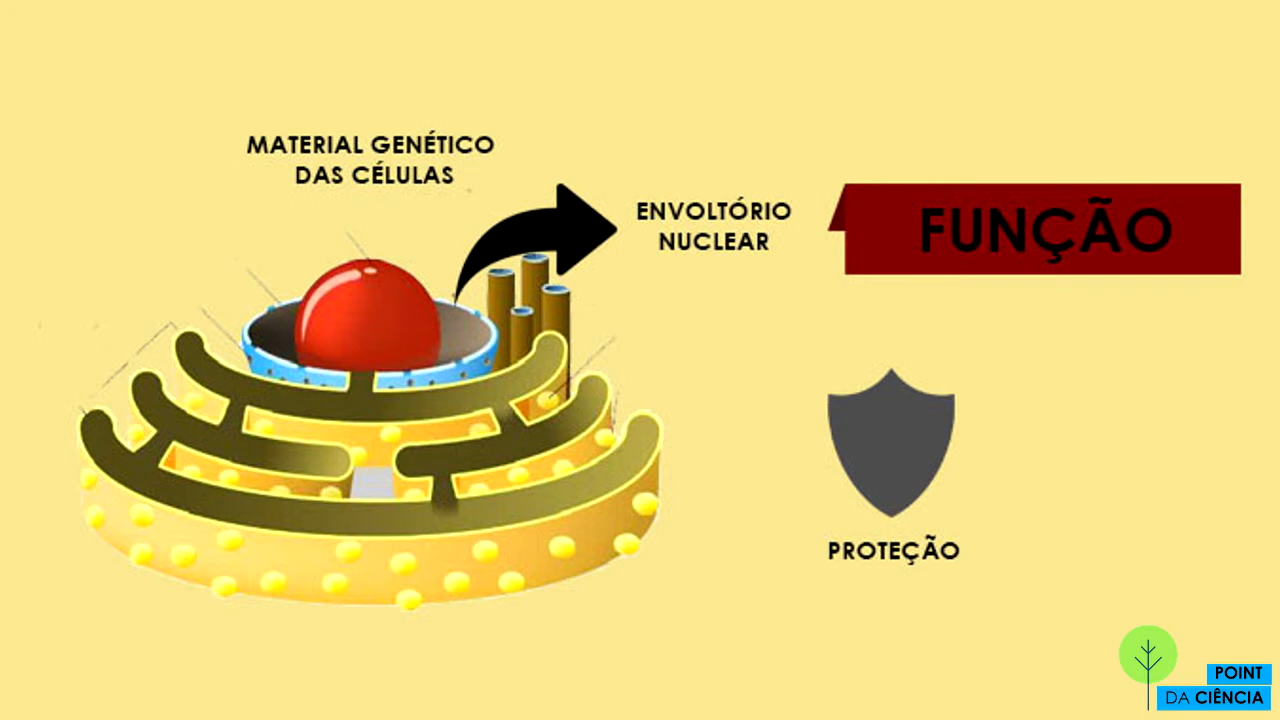 MATERIAL GENÉTICO
DAS CÉLULAS
ENVOLTÓRIO
NUCLEAR
FUNÇÃO
PROTEÇÃO
POINT
DA CIÊNCIA